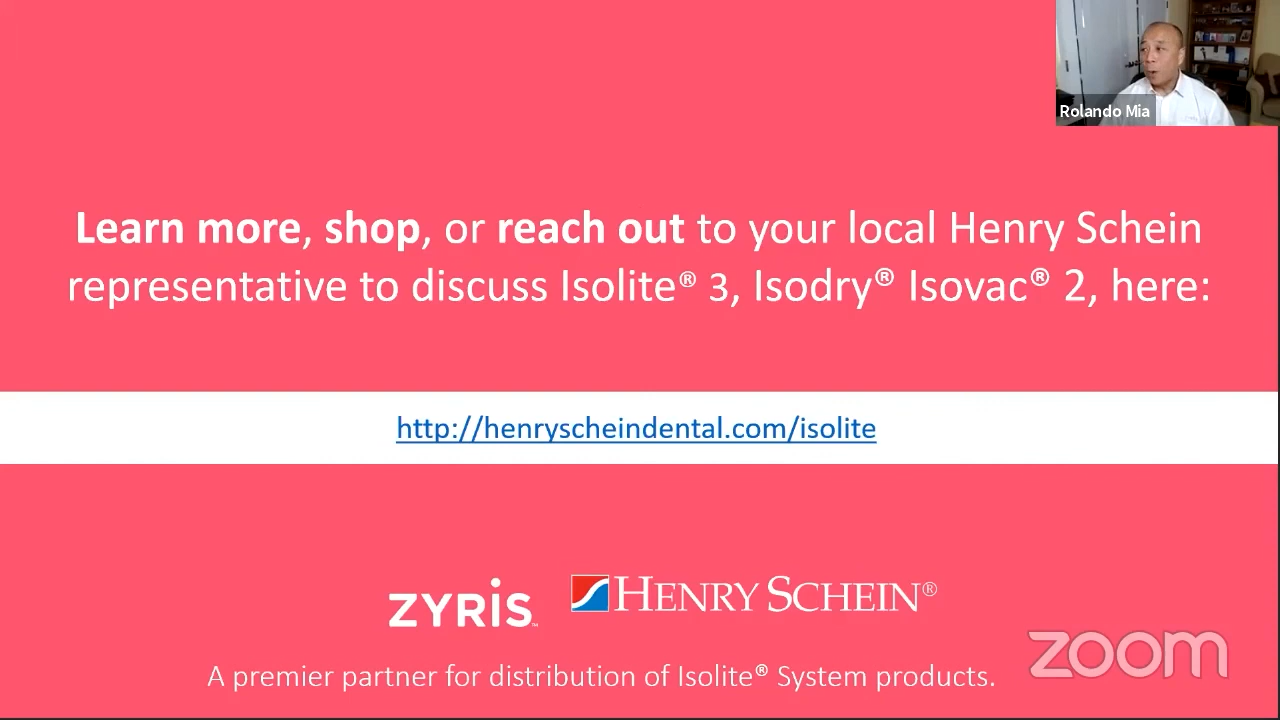 Rolando Mia
Learn more, shop, or reach out to your local Henry Schein
representative to discuss Isolite® 3, Isodry® Isovac® 2, here:
http://henryscheindental.com/isolite
ZYRIS™ HENRY SCHEIN®
zoom
A premier partner for distribution of Isolite® System products.